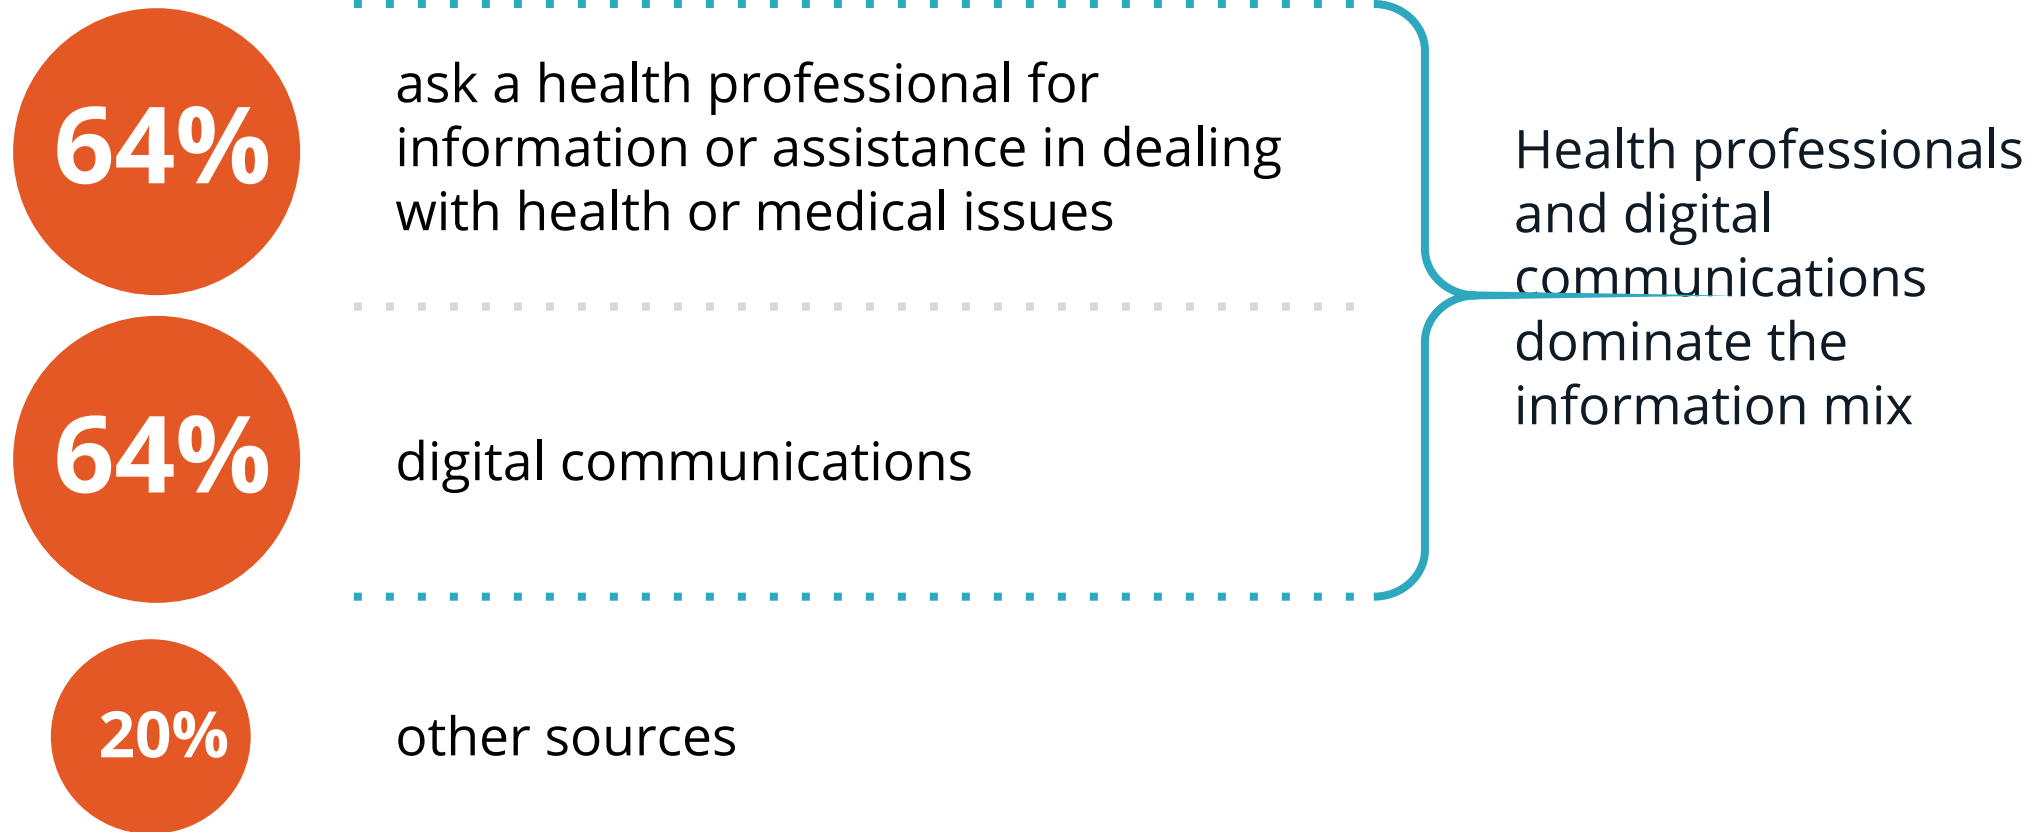 64%
ask a health professional for
information or assistance in dealing
with health or medical issues
Health professionals
and digital
communications
dominate the
information mix
64%
digital communications
20%
other sources